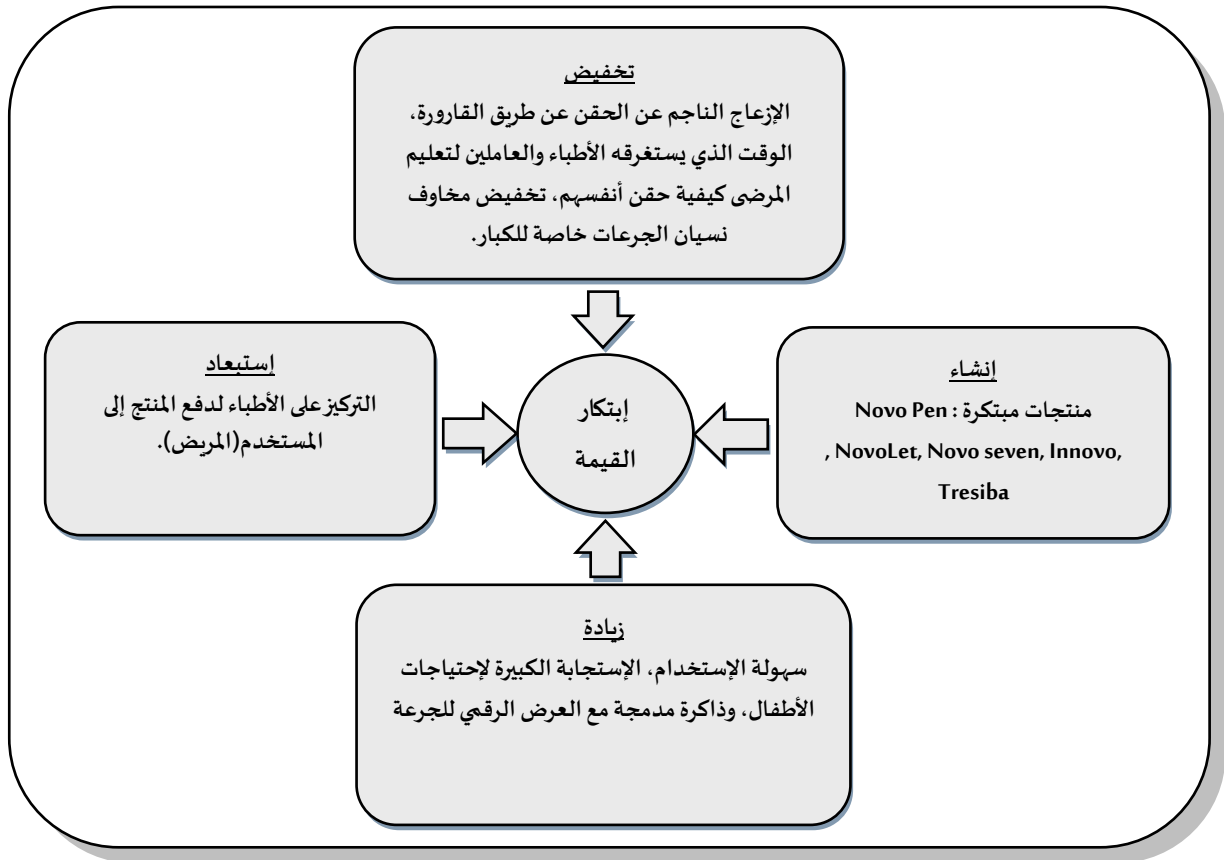 تخفيض
الإزعاج الناجم عن الحقن عن طريق القارورة،
الوقت الذي يستغرقه الأطباء والعاملين لتعليم
المرضى كيفية حقن أنفسهم، تخفيض مخاوف
نسيان الجرعات خاصة للكبار.
إنشاء
منتجات مبتكرة : Novo Pen
, NovoLet, Novo seven, Innovo,
Tresiba
إبتكار
القيمة
إستبعاد
التركيز على الأطباء لدفع المنتج إلى
المستخدم(المريض).
زيادة
سهولة الإستخدام، الإستجابة الكبيرة لإحتياجات
الأطفال، وذاكرة مدمجة مع العرض الرقمي للجرعة